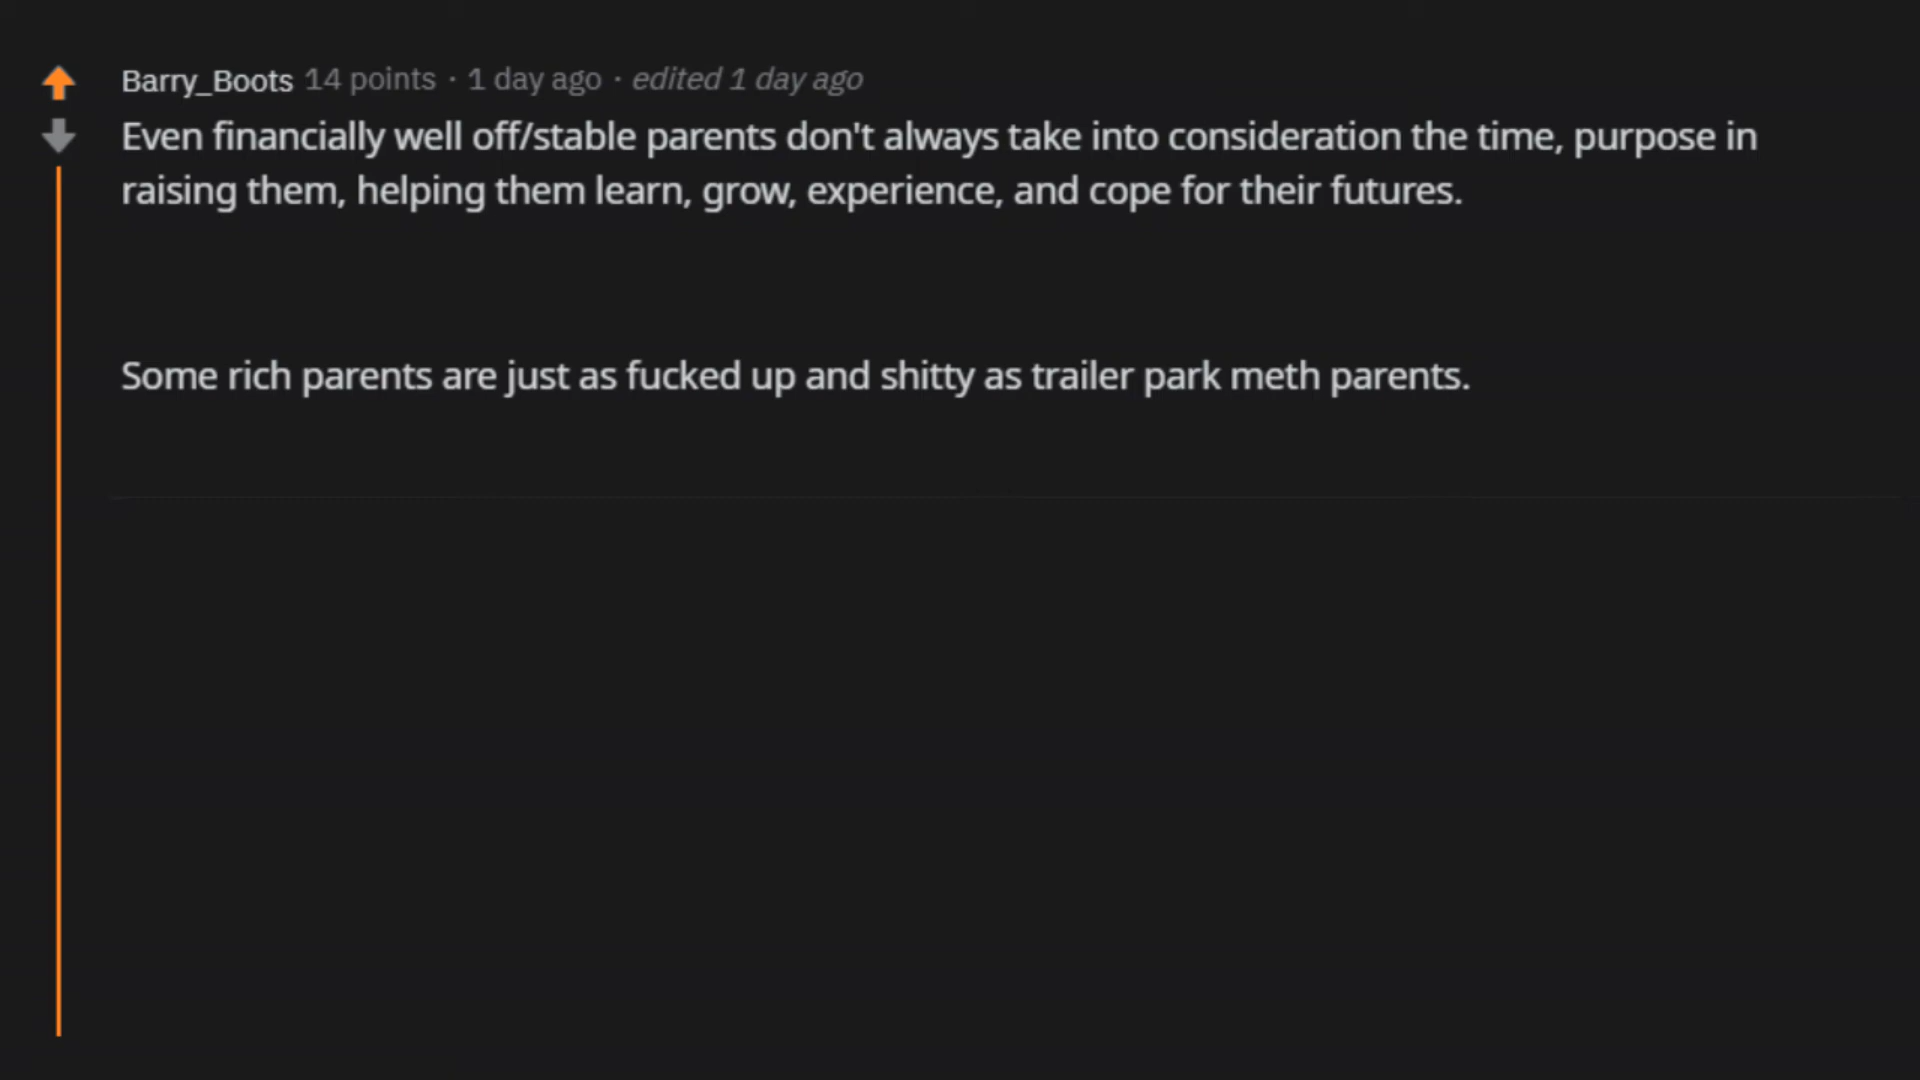 Barry_Boots 14 points · 1 day ago · edited 1 day ago
Even financially well off/stable parents don't always take into consideration the time, purpose in
raising them, helping them learn, grow, experience, and cope for their futures.
Some rich parents are just as fucked up and shitty as trailer park meth parents.